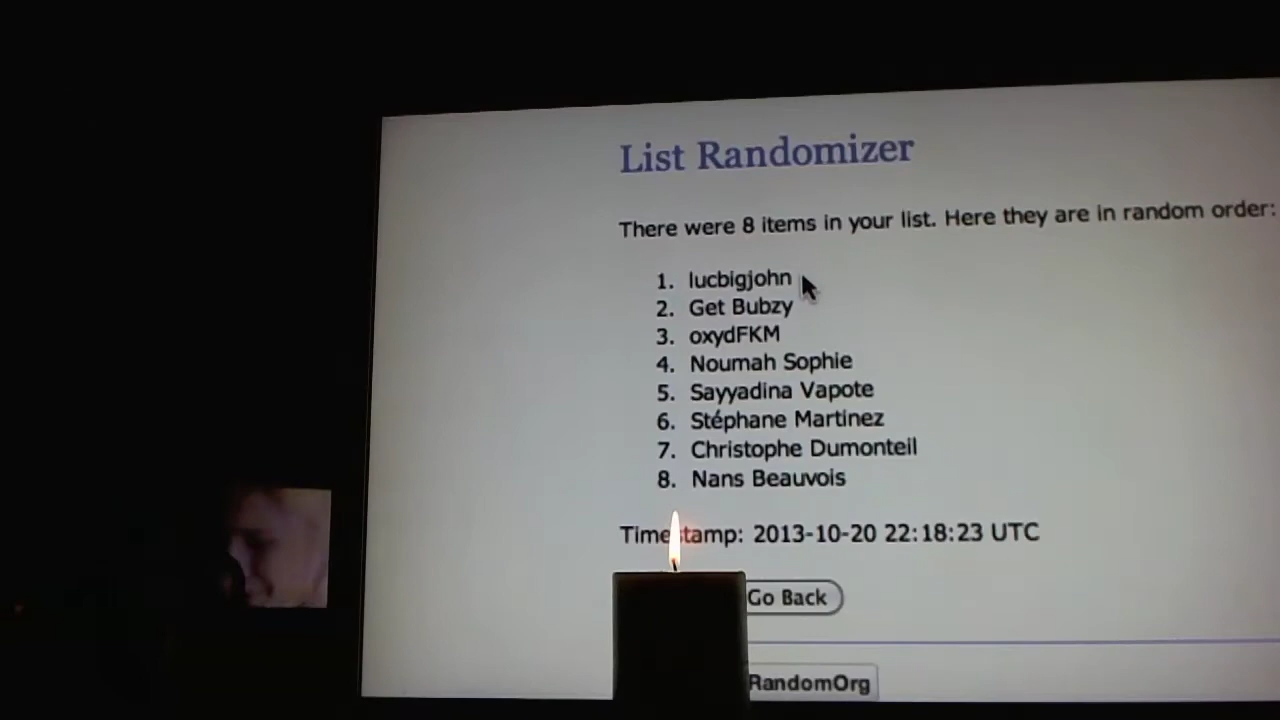 List Randomizer
There were 8 items in your list. Here they are in random order:
1. lucbigjohn
2. Get Bubzy
3. oxydFKM
4. Noumah Sophie
5. Sayyadina Vapote
6. Stéphane Martinez
7. Christophe Dumonteil
8. Nans Beauvois
Timestamp: 2013-10-20 22:18:23 UTC
Go Back
RandomOrg